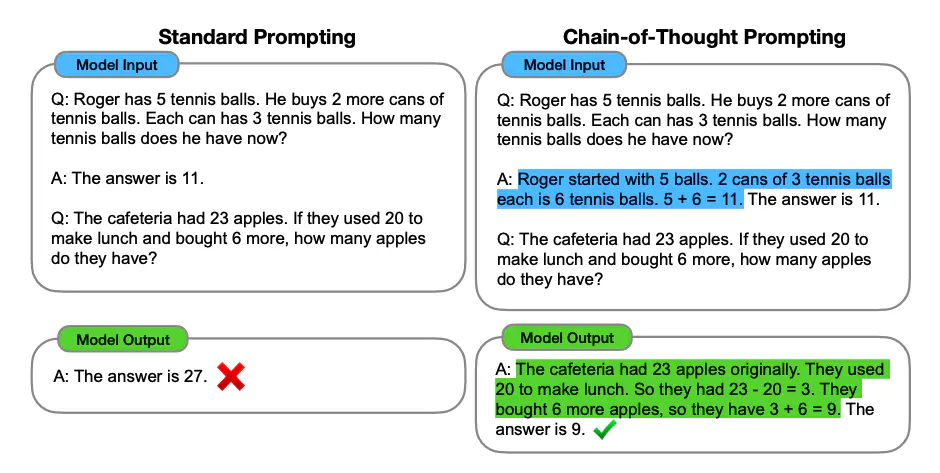 Standard Prompting
Model Input
Q: Roger has 5 tennis balls. He buys 2 more cans of
tennis balls. Each can has 3 tennis balls. How many
tennis balls does he have now?
A: The answer is 11.
Q: The cafeteria had 23 apples. If they used 20 to
make lunch and bought 6 more, how many apples
do they have?
Model Output
A: The answer is 27.
Chain-of-Thought Prompting
Model Input
Q: Roger has 5 tennis balls. He buys 2 more cans of
tennis balls. Each can has 3 tennis balls. How many
tennis balls does he have now?
A: Roger started with 5 balls. 2 cans of 3 tennis balls
each is 6 tennis balls. 5 + 6 = 11. The answer is 11.
Q: The cafeteria had 23 apples. If they used 20 to
make lunch and bought 6 more, how many apples
do they have?
Model Output
A: The cafeteria had 23 apples originally. They used
20 to make lunch. So they had 23 - 20 = 3. They
bought 6 more apples, so they have 3 + 6 = 9. The
answer is 9.